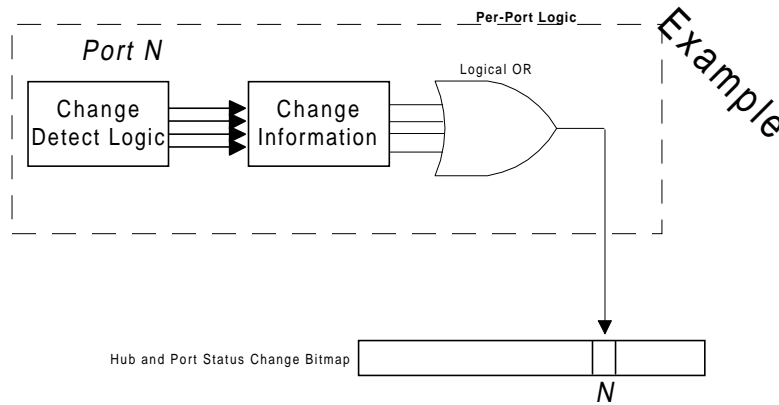 Per-Port Logic
Example
Port N
Logical OR
Change
Detect Logic
Change
Information
Hub and Port Status Change Bitmap
N